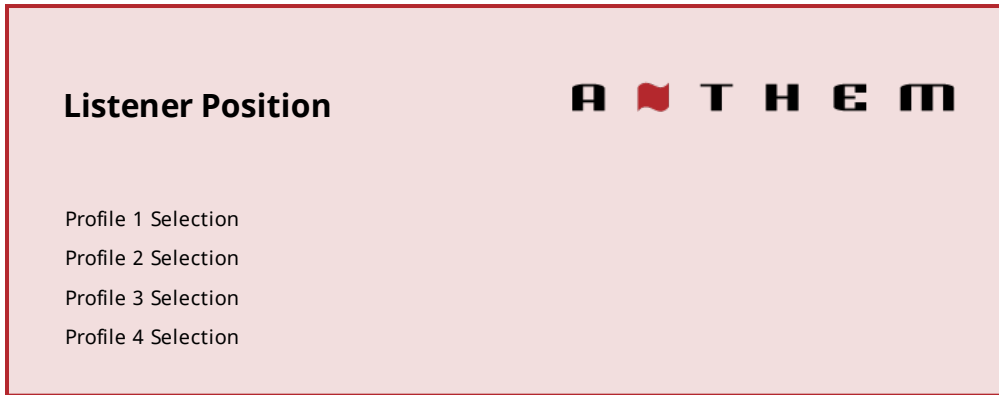 Listener Position
ANTHEM
Profile 1 Selection
Profile 2 Selection
Profile 3 Selection
Profile 4 Selection